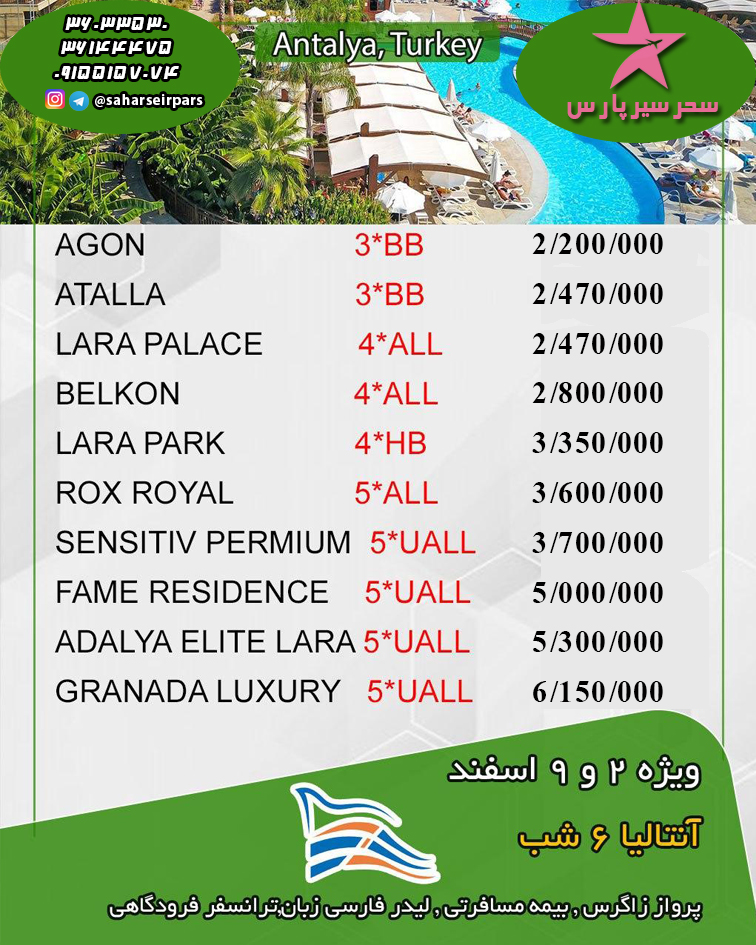 ۳۶۰۳۳۵۳۰
۳۶۱۴۴۴۷۵
۰۹۱۵۵۱۵۷۰۷۴
@saharseirpars
Antalya, Turkey
سحر سیر پارس
AGON 3*BB 2/200/000
ATALLA 3*BB 2/470/000
LARA PALACE 4*ALL 2/470/000
BELKON 4*ALL 2/800/000
LARA PARK 4*HB 3/350/000
ROX ROYAL 5*ALL 3/600/000
SENSITIV PERMIUM 5*UALL 3/700/000
FAME RESIDENCE 5*UALL 5/000/000
ADALYA ELITE LARA 5*UALL 5/300/000
GRANADA LUXURY 5*UALL 6/150/000
ویژه ۲ و ۹ اسفند
آنتالیا ۶ شب
پرواز زاگرس , بیمه مسافرتی , لیدر فارسی زبان,ترانسفر فرودگاهی